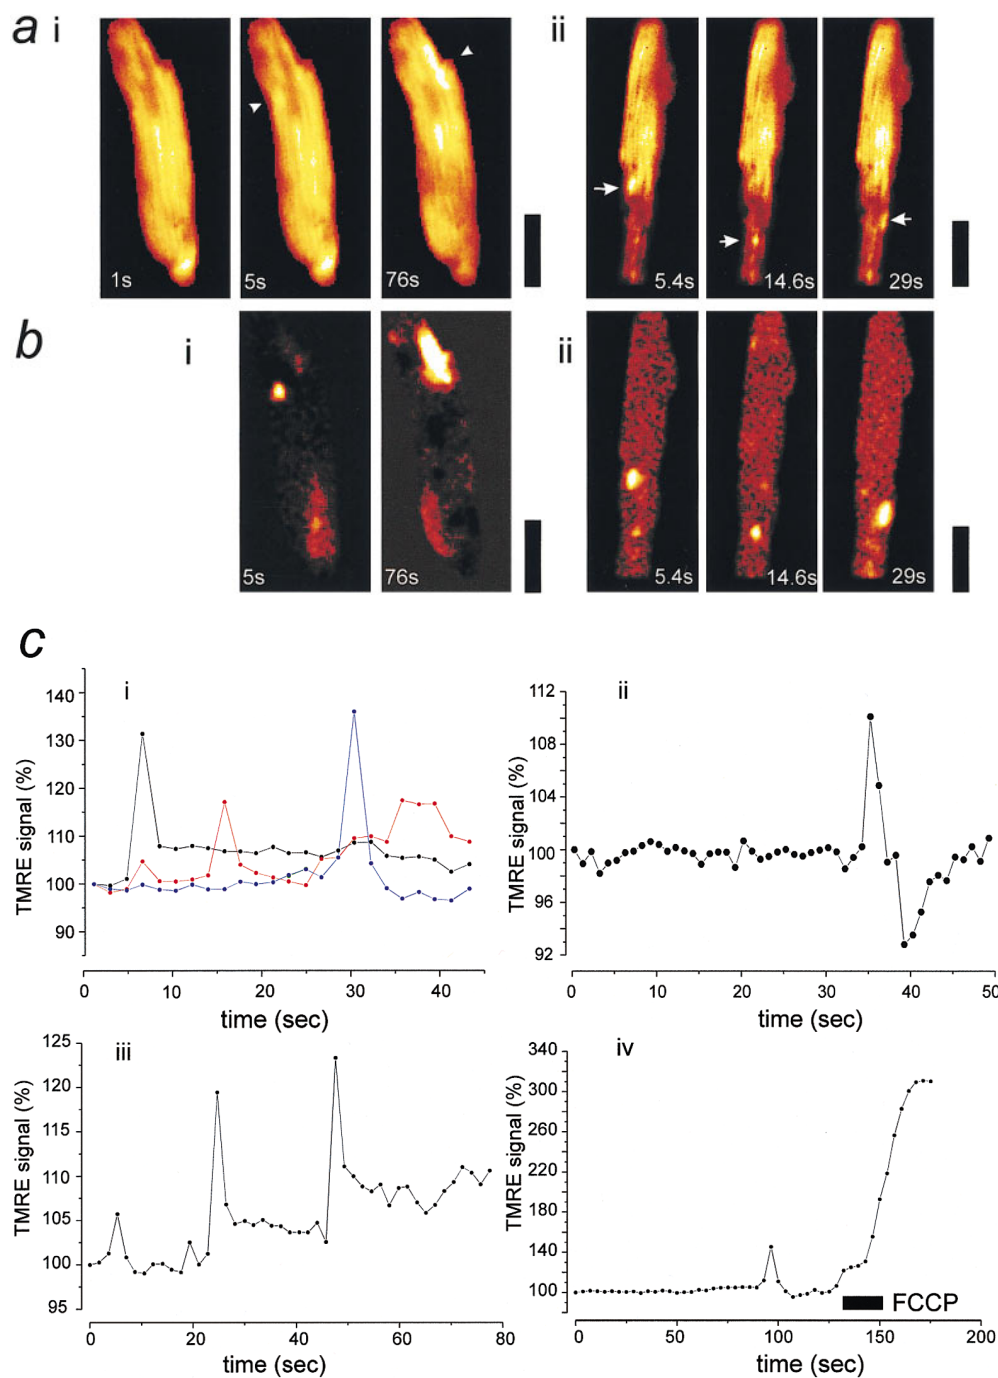 a i ii
1s 5s 76s 5.4s 14.6s 29s
b i ii
5s 76s 5.4s 14.6s 29s
c
i
TMRE signal (%)
140
130
120
110
100
90
0 10 20 30 40
time (sec)
ii
TMRE signal (%)
112
108
104
100
96
92
0 10 20 30 40 50
time (sec)
iii
TMRE signal (%)
125
120
115
110
105
100
95
0 20 40 60 80
time (sec)
iv
TMRE signal (%)
340
300
260
220
180
140
100
FCCP
0 50 100 150 200
time (sec)